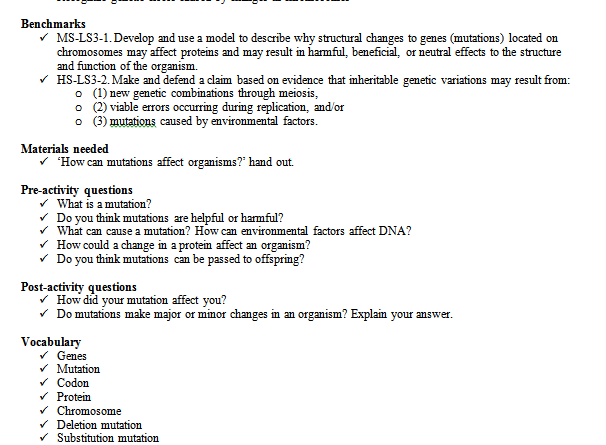 Benchmarks
✓ MS-LS3-1. Develop and use a model to describe why structural changes to genes (mutations) located on
chromosomes may affect proteins and may result in harmful, beneficial, or neutral effects to the structure
and function of the organism.
✓ HS-LS3-2. Make and defend a claim based on evidence that inheritable genetic variations may result from:
o (1) new genetic combinations through meiosis,
o (2) viable errors occurring during replication, and/or
o (3) mutations caused by environmental factors.
Materials needed
✓ ‘How can mutations affect organisms?’ hand out.
Pre-activity questions
✓ What is a mutation?
✓ Do you think mutations are helpful or harmful?
✓ What can cause a mutation? How can environmental factors affect DNA?
✓ How could a change in a protein affect an organism?
✓ Do you think mutations can be passed to offspring?
Post-activity questions
✓ How did your mutation affect you?
✓ Do mutations make major or minor changes in an organism? Explain your answer.
Vocabulary
✓ Genes
✓ Mutation
✓ Codon
✓ Protein
✓ Chromosome
✓ Deletion mutation
✓ Substitution mutation